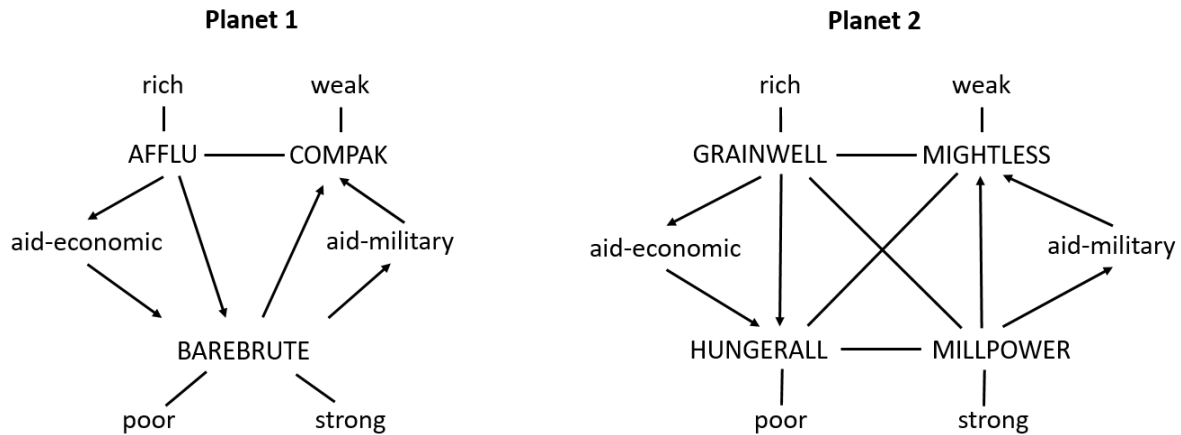 Planet 1
rich weak
AFFLU COMPAK
aid-economic aid-military
BAREBRUTE
poor strong
Planet 2
rich weak
GRAINWELL MIGHTLESS
aid-economic aid-military
HUNGERALL MILLPOWER
poor strong